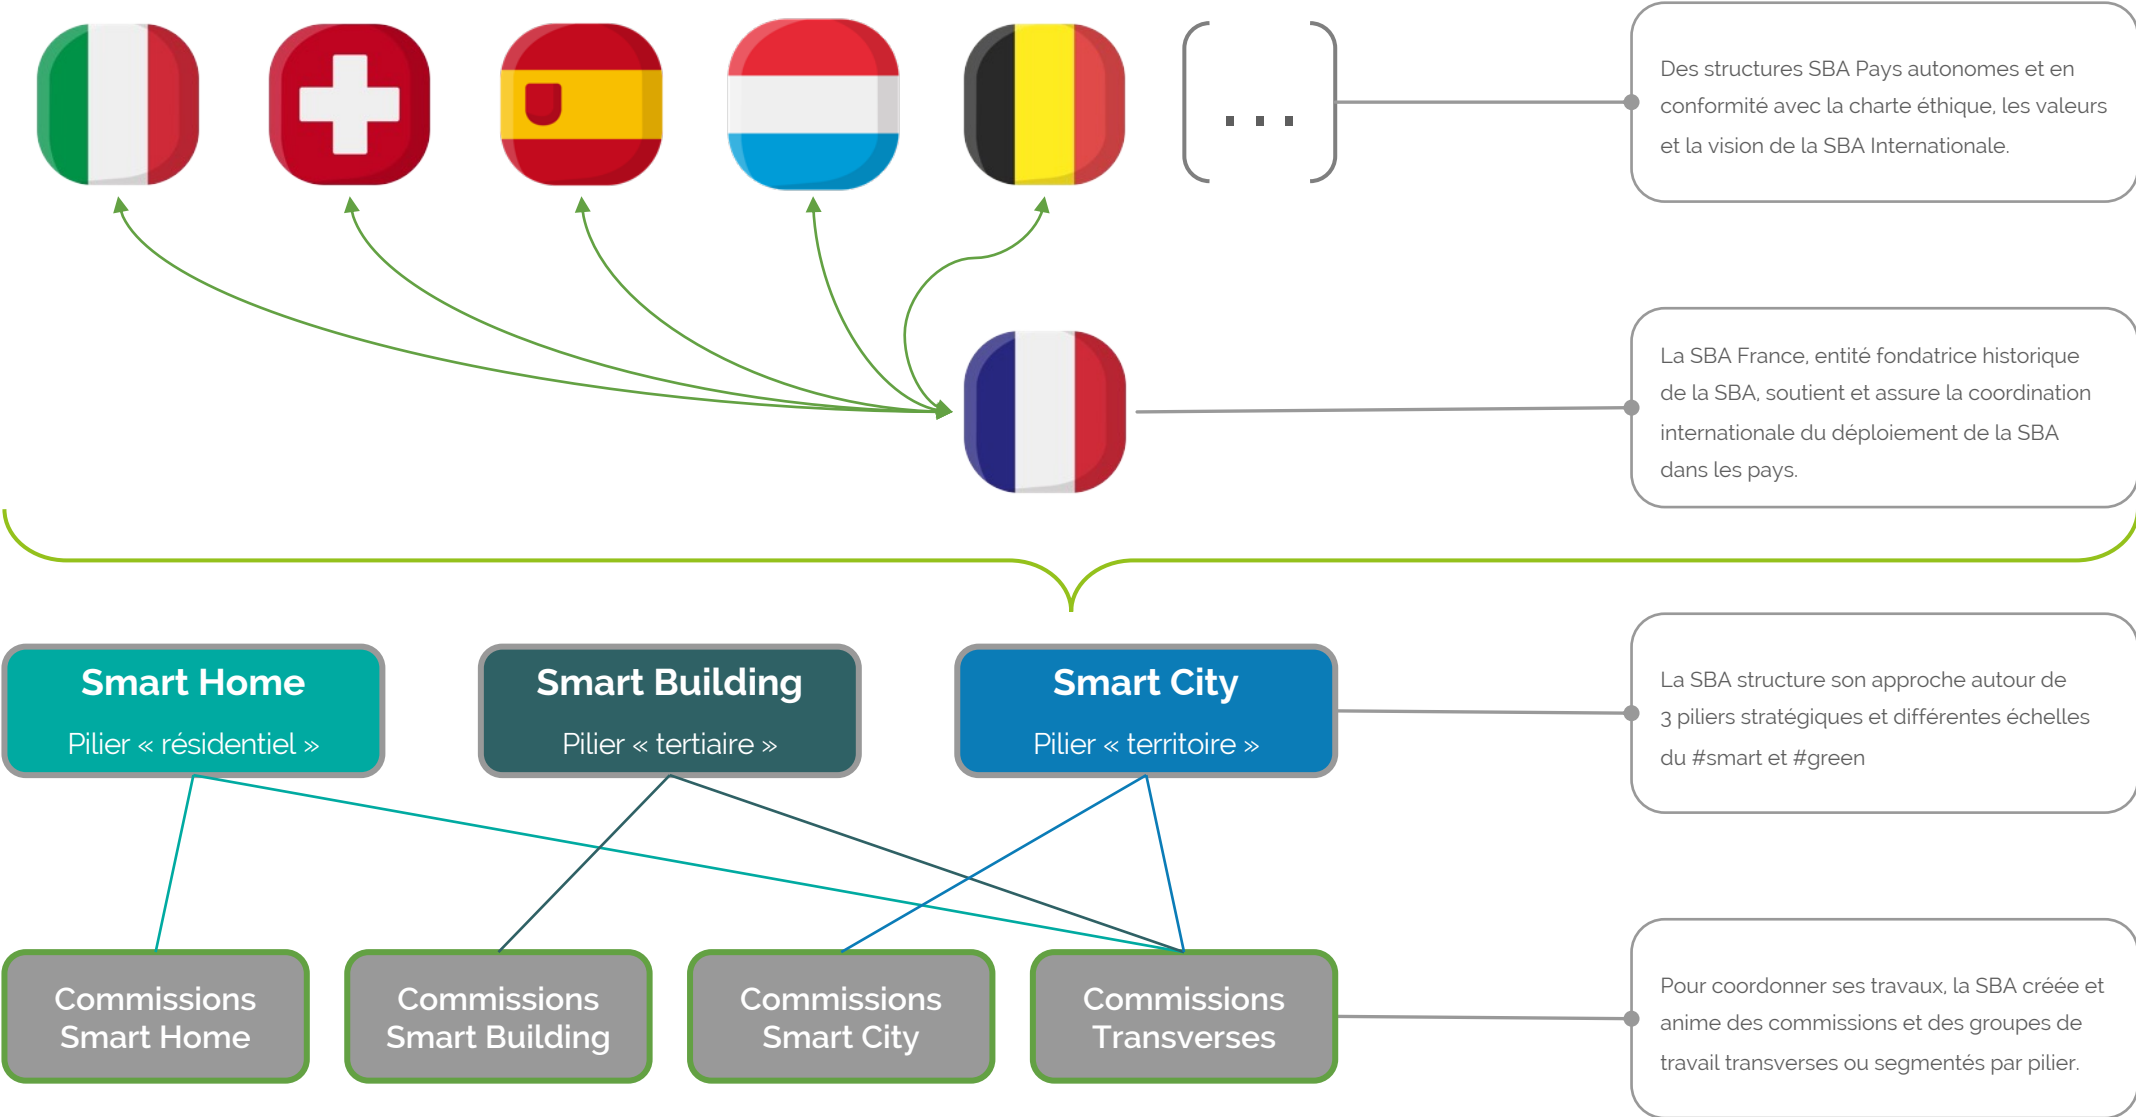 ...
Des structures SBA Pays autonomes et en
conformité avec la charte éthique, les valeurs
et la vision de la SBA Internationale.
La SBA France, entité fondatrice historique
de la SBA, soutient et assure la coordination
internationale du déploiement de la SBA
dans les pays.
Smart Home
Pilier « résidentiel »
Smart Building
Pilier « tertiaire »
Smart City
Pilier « territoire »
La SBA structure son approche autour de
3 piliers stratégiques et différentes échelles
du #smart et #green
Commissions
Smart Home
Commissions
Smart Building
Commissions
Smart City
Commissions
Transverses
Pour coordonner ses travaux, la SBA créée et
anime des commissions et des groupes de
travail transverses ou segmentés par pilier.